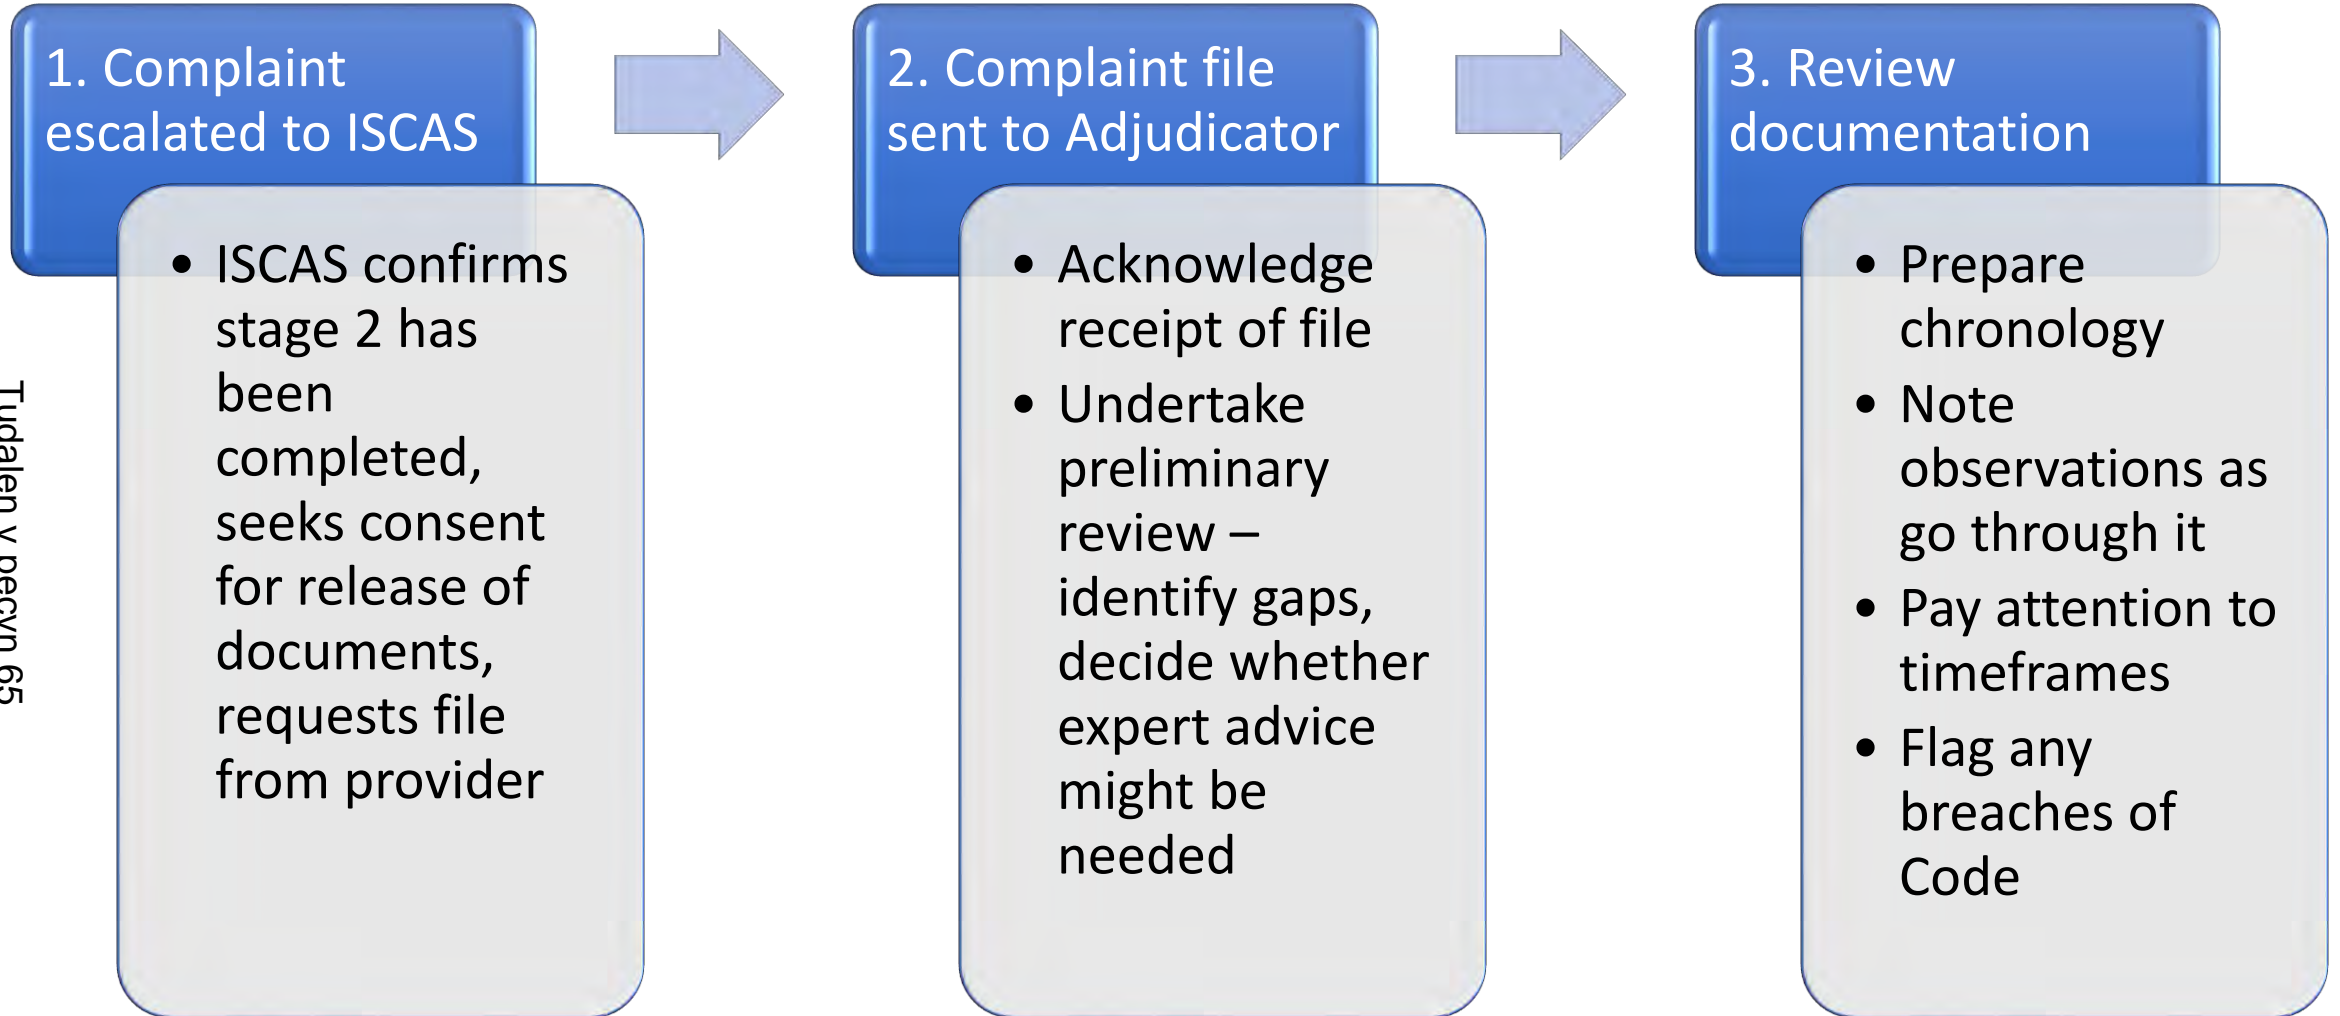 1. Complaint
escalated to ISCAS
• ISCAS confirms
stage 2 has
been
completed,
seeks consent
for release of
documents,
requests file
from provider
2. Complaint file
sent to Adjudicator
• Acknowledge
receipt of file
• Undertake
preliminary
review –
identify gaps,
decide whether
expert advice
might be
needed
3. Review
documentation
• Prepare
chronology
• Note
observations as
go through it
• Pay attention to
timeframes
• Flag any
breaches of
Code
Tudalen y pecyn 65